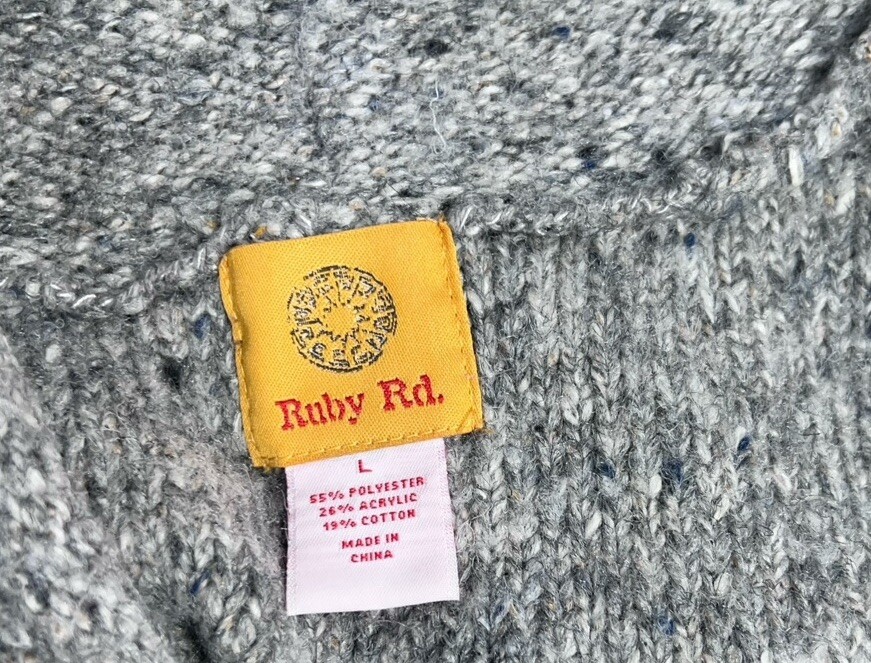 Ruby Rd.
L
55% POLYESTER
26% ACRYLIC
19% COTTON
MADE IN
CHINA